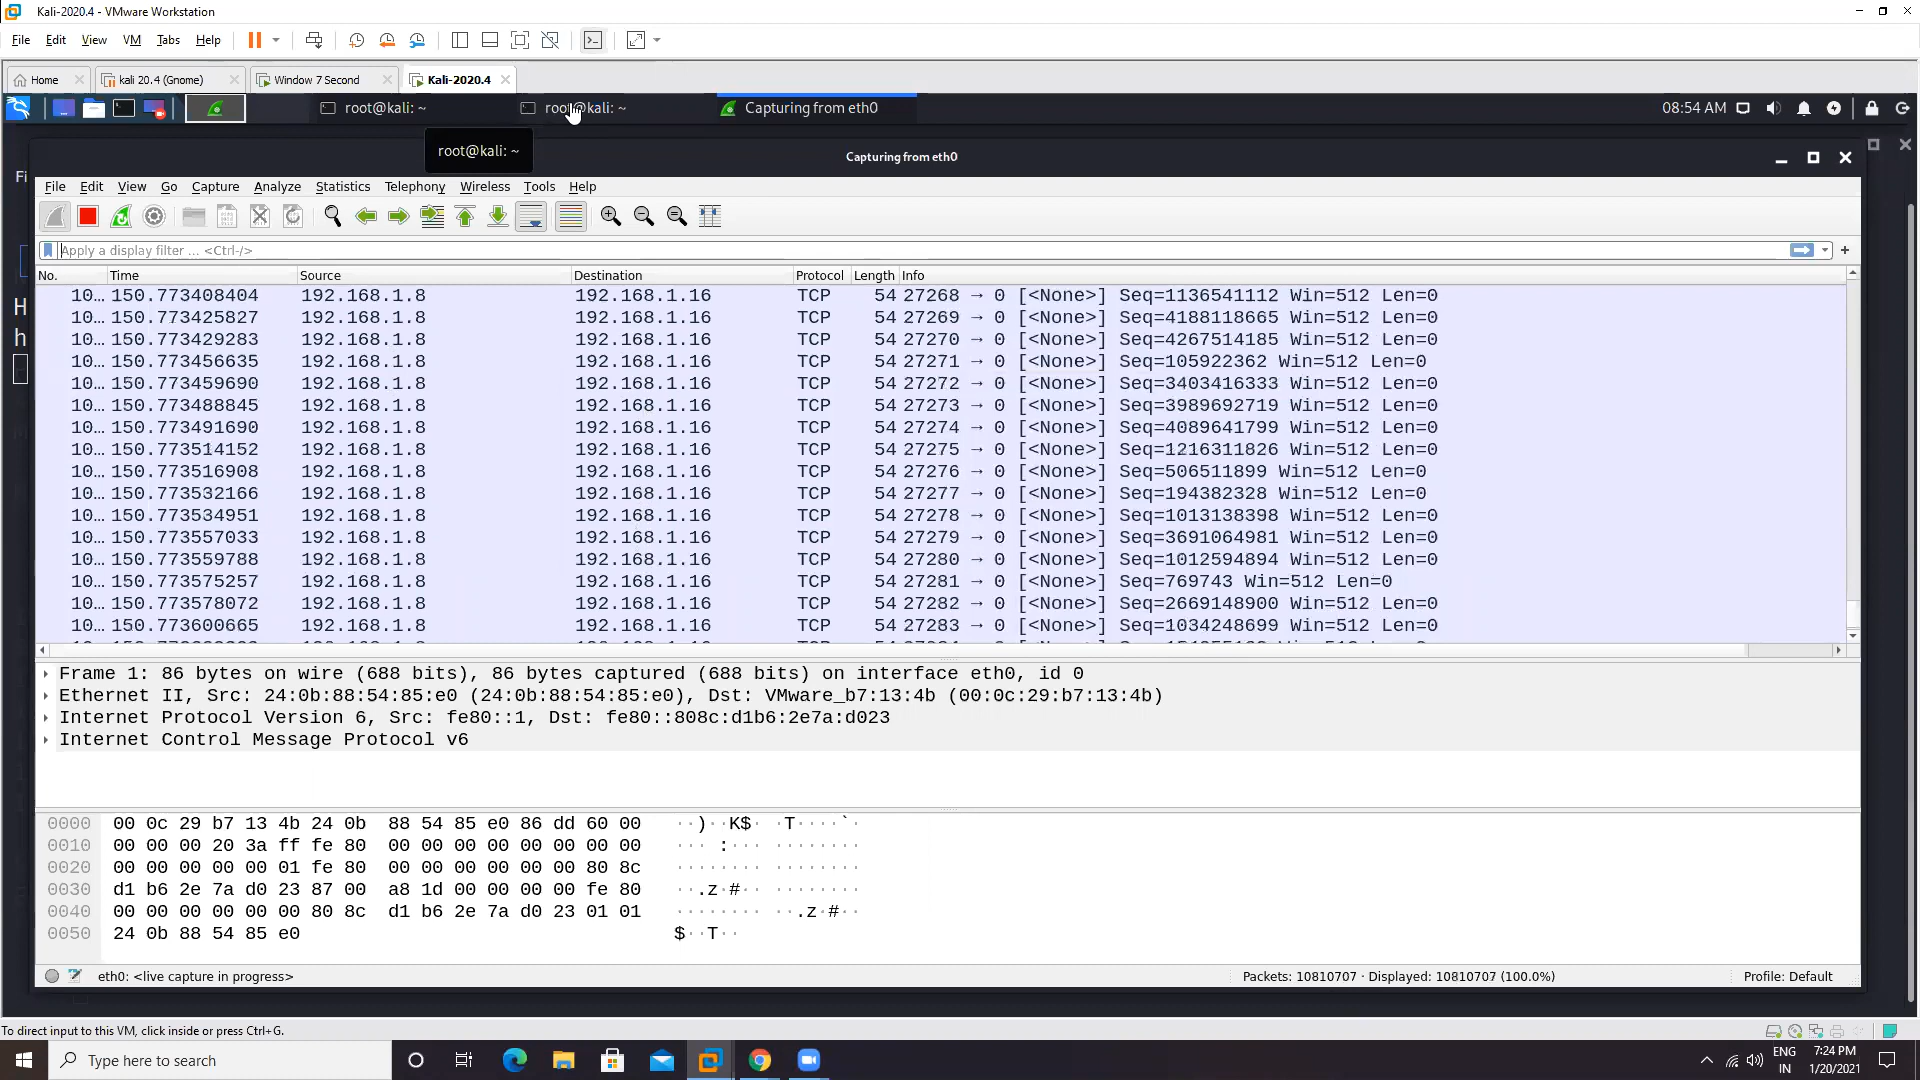 Kali-2020.4 - VMware Workstation
File Edit View VM Tabs Help
Home kali 20.4 (Gnome) Window 7 Second Kali-2020.4
root@kali: ~ root@kali: ~ Capturing from eth0 08:54 AM
root@kali: ~
Capturing from eth0
Fi
File Edit View Go Capture Analyze Statistics Telephony Wireless Tools Help
Apply a display filter ... <Ctrl-/>
No. Time Source Destination Protocol Length Info
10… 150.773408404 192.168.1.8 192.168.1.16 TCP 54 27268 → 0 [<None>] Seq=1136541112 Win=512 Len=0
10… 150.773425827 192.168.1.8 192.168.1.16 TCP 54 27269 → 0 [<None>] Seq=4188118665 Win=512 Len=0
10… 150.773429283 192.168.1.8 192.168.1.16 TCP 54 27270 → 0 [<None>] Seq=4267514185 Win=512 Len=0
10… 150.773456635 192.168.1.8 192.168.1.16 TCP 54 27271 → 0 [<None>] Seq=105922362 Win=512 Len=0
10… 150.773459690 192.168.1.8 192.168.1.16 TCP 54 27272 → 0 [<None>] Seq=3403416333 Win=512 Len=0
10… 150.773488845 192.168.1.8 192.168.1.16 TCP 54 27273 → 0 [<None>] Seq=3989692719 Win=512 Len=0
10… 150.773491690 192.168.1.8 192.168.1.16 TCP 54 27274 → 0 [<None>] Seq=4089641799 Win=512 Len=0
10… 150.773514152 192.168.1.8 192.168.1.16 TCP 54 27275 → 0 [<None>] Seq=1216311826 Win=512 Len=0
10… 150.773516908 192.168.1.8 192.168.1.16 TCP 54 27276 → 0 [<None>] Seq=506511899 Win=512 Len=0
10… 150.773532166 192.168.1.8 192.168.1.16 TCP 54 27277 → 0 [<None>] Seq=194382328 Win=512 Len=0
10… 150.773534951 192.168.1.8 192.168.1.16 TCP 54 27278 → 0 [<None>] Seq=1013138398 Win=512 Len=0
10… 150.773557033 192.168.1.8 192.168.1.16 TCP 54 27279 → 0 [<None>] Seq=3691064981 Win=512 Len=0
10… 150.773559788 192.168.1.8 192.168.1.16 TCP 54 27280 → 0 [<None>] Seq=1012594894 Win=512 Len=0
10… 150.773575257 192.168.1.8 192.168.1.16 TCP 54 27281 → 0 [<None>] Seq=769743 Win=512 Len=0
10… 150.773578072 192.168.1.8 192.168.1.16 TCP 54 27282 → 0 [<None>] Seq=2669148900 Win=512 Len=0
10… 150.773600665 192.168.1.8 192.168.1.16 TCP 54 27283 → 0 [<None>] Seq=1034248699 Win=512 Len=0
H
h
Frame 1: 86 bytes on wire (688 bits), 86 bytes captured (688 bits) on interface eth0, id 0
Ethernet II, Src: 24:0b:88:54:85:e0 (24:0b:88:54:85:e0), Dst: VMware_b7:13:4b (00:0c:29:b7:13:4b)
Internet Protocol Version 6, Src: fe80::1, Dst: fe80::808c:d1b6:2e7a:d023
Internet Control Message Protocol v6
0000 00 0c 29 b7 13 4b 24 0b 88 54 85 e0 86 dd 60 00 ··)··K$· ·T····`·
0010 00 00 00 20 3a ff fe 80 00 00 00 00 00 00 00 00 ··· :··· ········
0020 00 00 00 00 00 01 fe 80 00 00 00 00 00 00 80 8c ········ ········
0030 d1 b6 2e 7a d0 23 87 00 a8 1d 00 00 00 00 fe 80 ··.z·#·· ········
0040 00 00 00 00 00 00 80 8c d1 b6 2e 7a d0 23 01 01 ········ ··.z·#··
0050 24 0b 88 54 85 e0 $··T··
eth0: <live capture in progress> Packets: 10810707 · Displayed: 10810707 (100.0%) Profile: Default
To direct input to this VM, click inside or press Ctrl+G.
Type here to search ENG IN 7:24 PM 1/20/2021